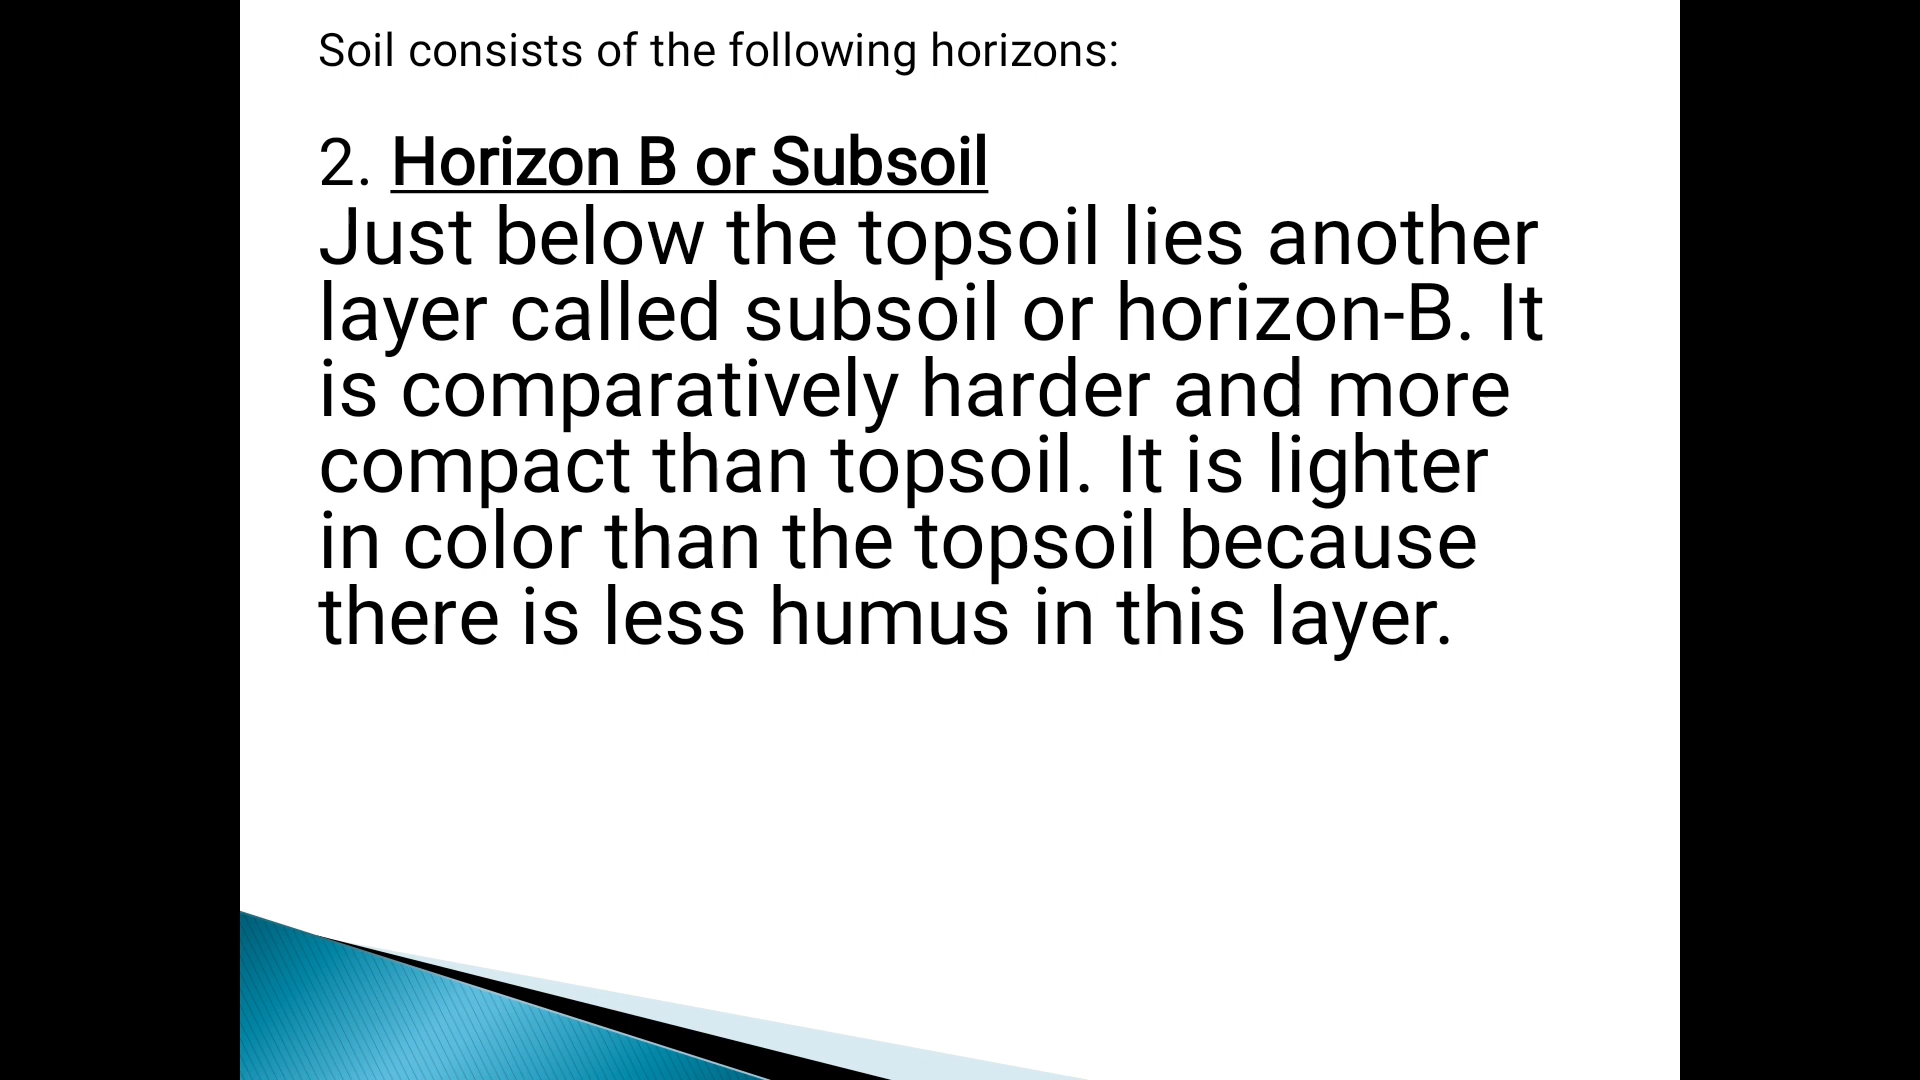 Soil consists of the following horizons:
2. Horizon B or Subsoil
Just below the topsoil lies another
layer called subsoil or horizon-B. It
is comparatively harder and more
compact than topsoil. It is lighter
in color than the topsoil because
there is less humus in this layer.